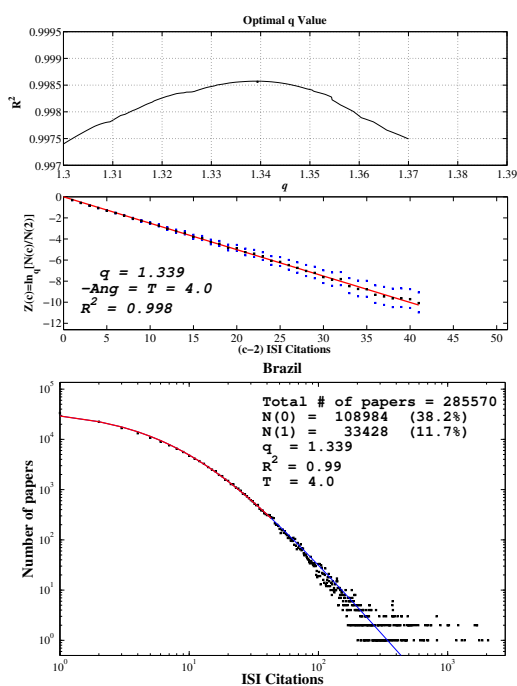 Optimal q Value
0.9995
0.999
0.9985
0.998
0.9975
0.997
R2
1.3 1.31 1.32 1.33 1.34 1.35 1.36 1.37 1.38 1.39
q
0
−2
−4
−6
−8
−10
−12
Z(c)=lnq[N(c)/N(2)]
q = 1.339
−Ang = T = 4.0
R2 = 0.998
0 5 10 15 20 25 30 35 40 45 50
(c−2) ISI Citations
Brazil
105
104
103
102
101
100
Number of papers
Total # of papers = 285570
N(0) = 108984 (38.2%)
N(1) = 33428 (11.7%)
q = 1.339
R2 = 0.99
T = 4.0
100 101 102 103
ISI Citations